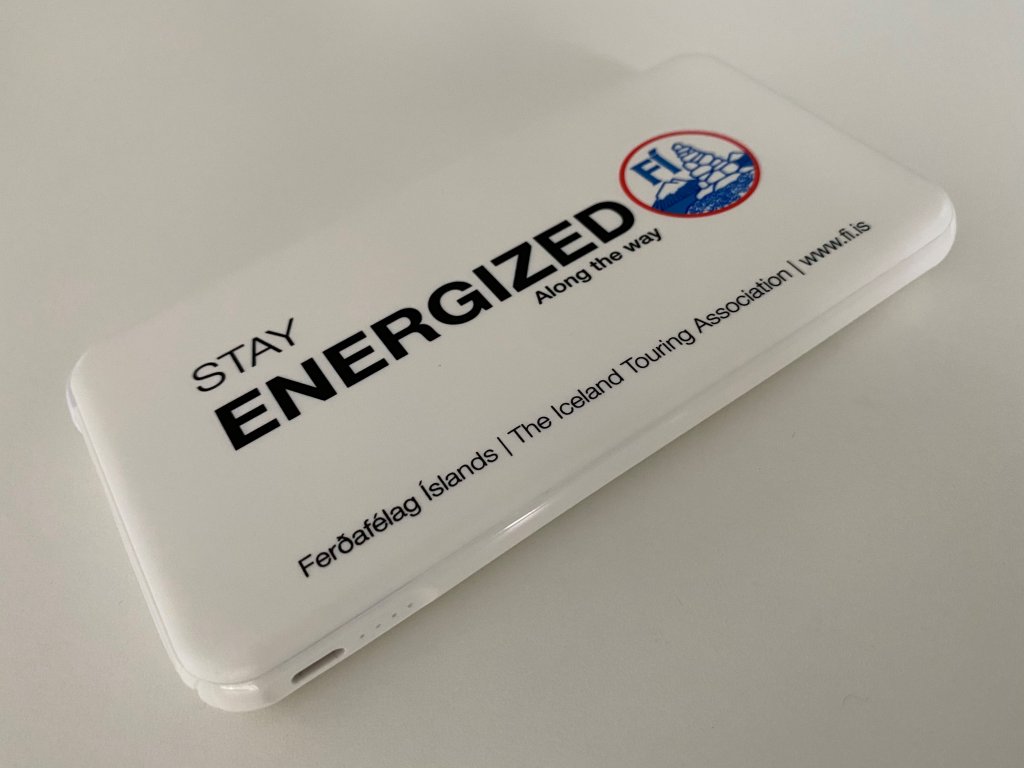 STAY
ENERGIZED
Along the way
FÍ
Ferðafélag Íslands | The Iceland Touring Association | www.fi.is